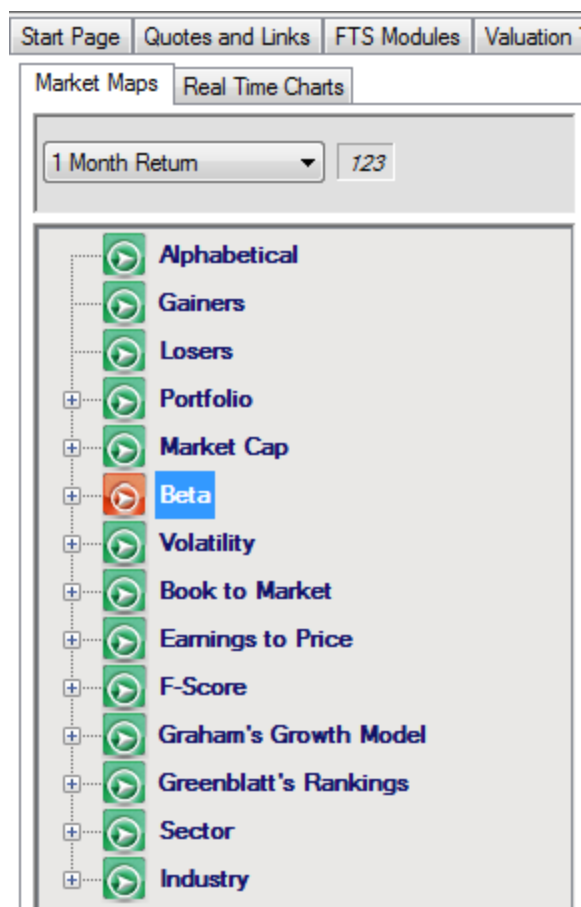 Start Page Quotes and Links FTS Modules Valuation
Market Maps Real Time Charts
1 Month Return 123
Alphabetical
Gainers
Losers
Portfolio
Market Cap
Beta
Volatility
Book to Market
Earnings to Price
F-Score
Graham's Growth Model
Greenblatt's Rankings
Sector
Industry